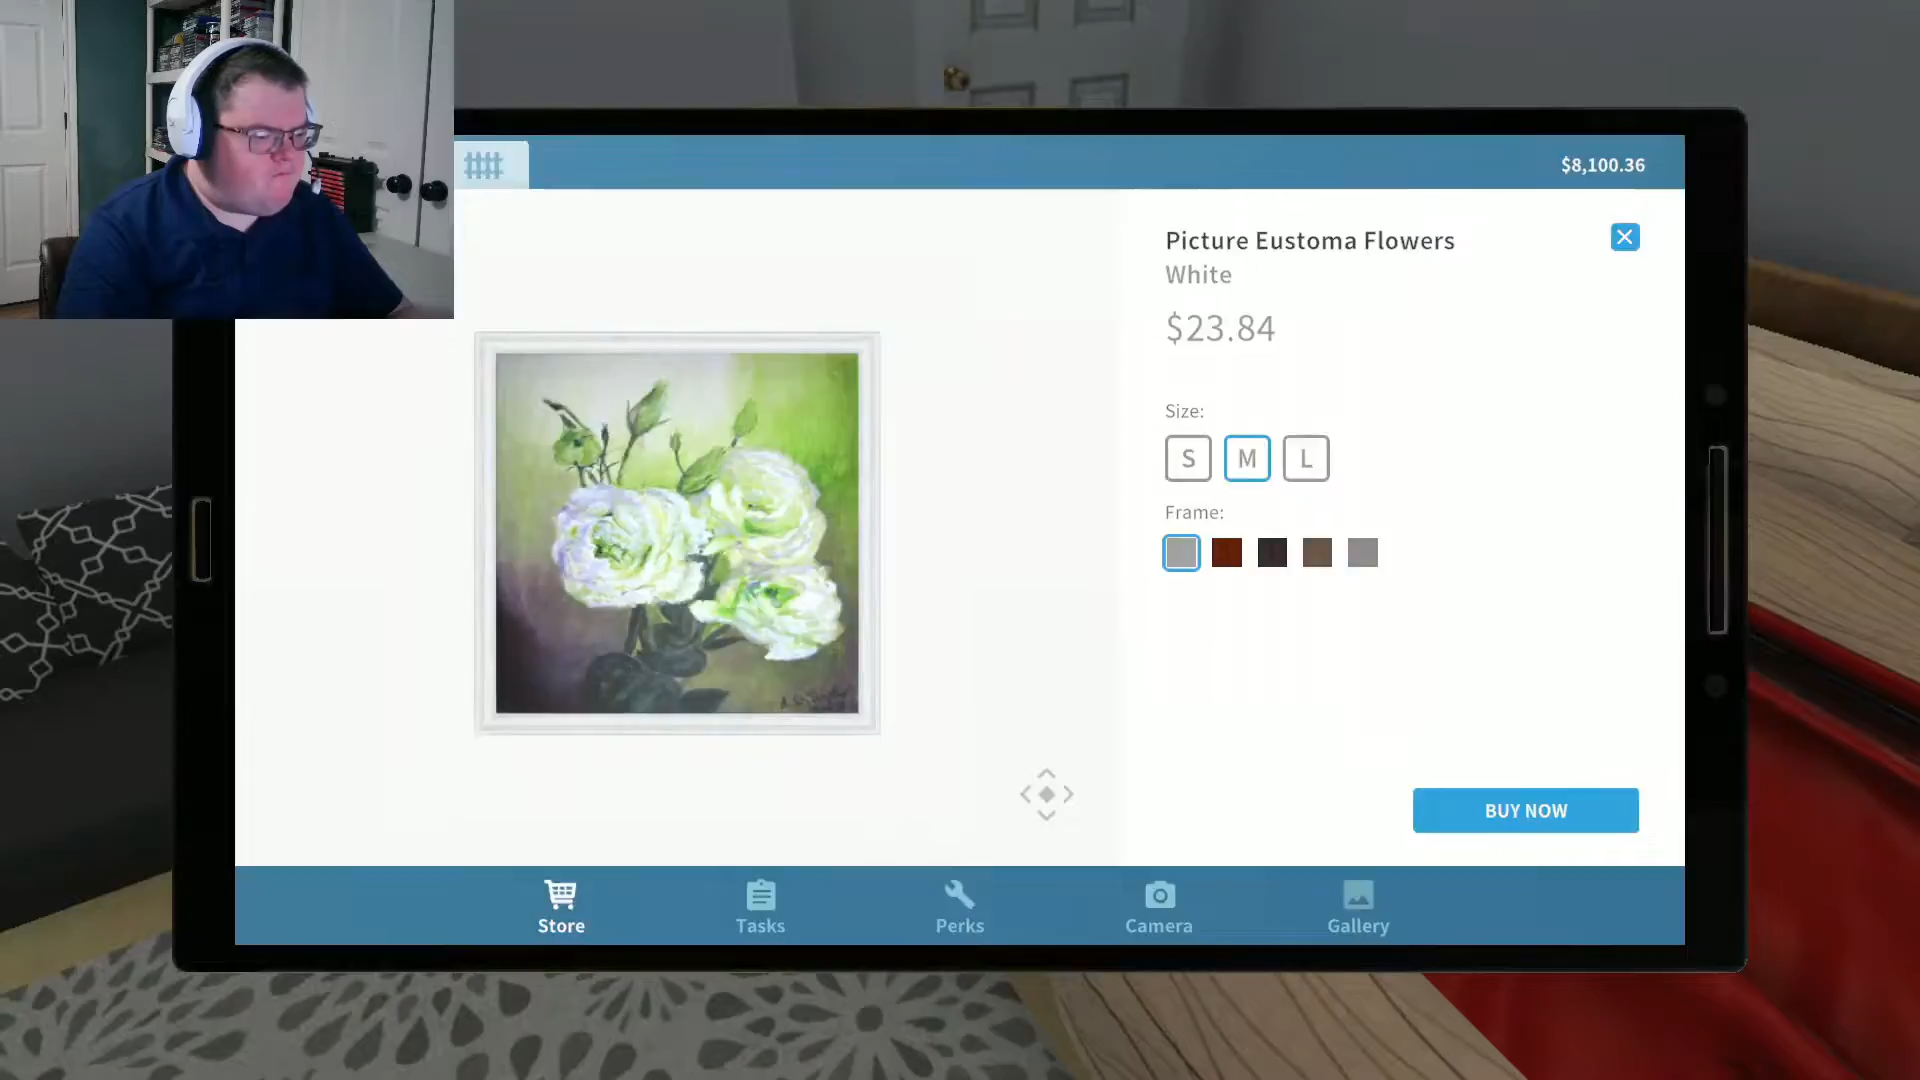 $8,100.36
Picture Eustoma Flowers
White
$23.84
Size:
S M L
Frame:
BUY NOW
Store Tasks Perks Camera Gallery